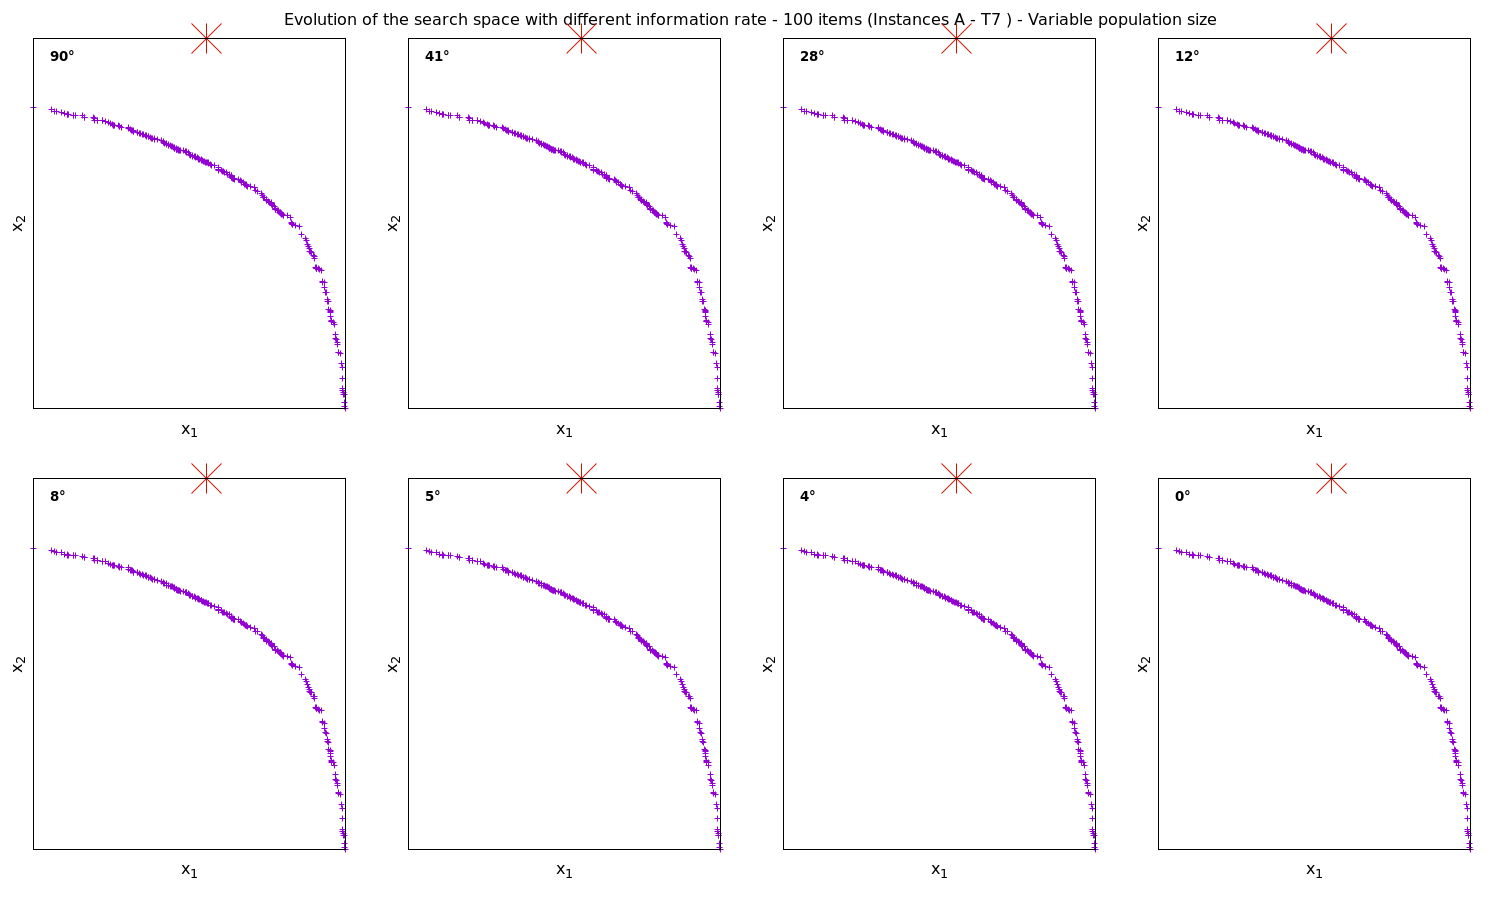 Evolution of the search space with different information rate - 100 items (Instances A - T7 ) - Variable population size
90° 41° 28° 12°
x₂ x₂ x₂ x₂
x₁ x₁ x₁ x₁
8° 5° 4° 0°
x₂ x₂ x₂ x₂
x₁ x₁ x₁ x₁